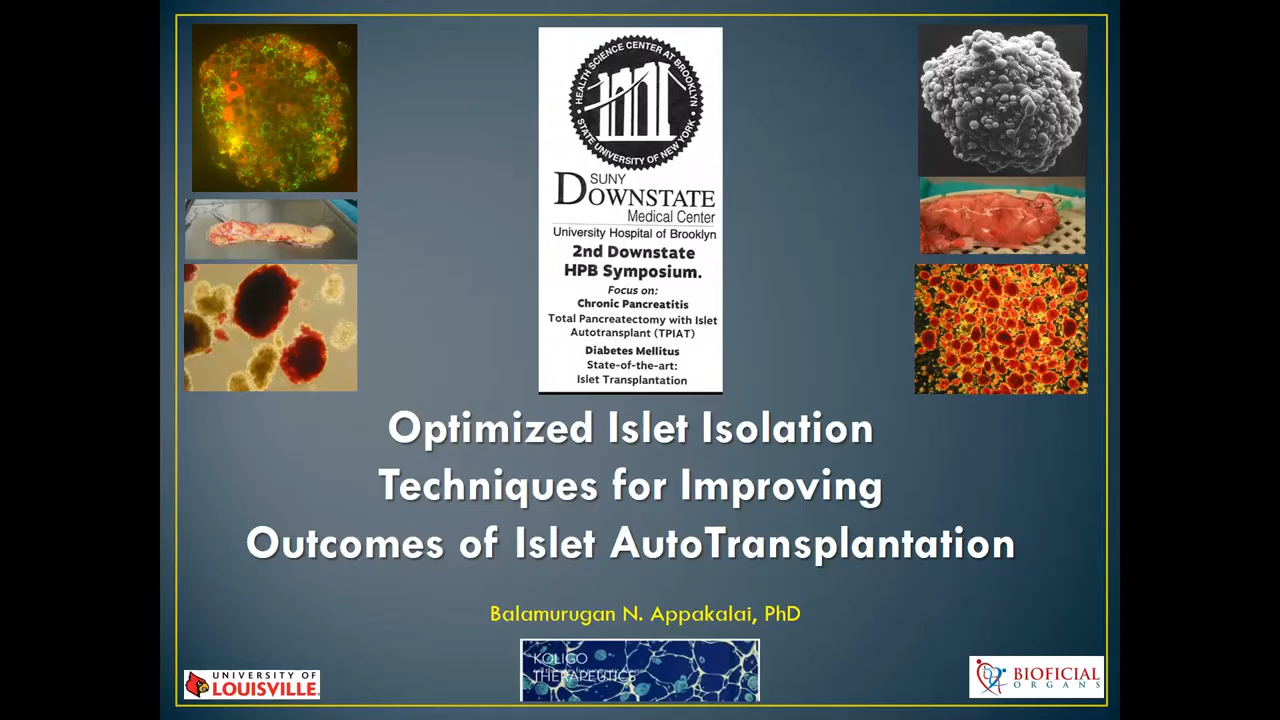 HEALTH SCIENCE CENTER AT BROOKLYN
STATE UNIVERSITY OF NEW YORK
SUNY
DOWNSTATE
Medical Center
University Hospital of Brooklyn
2nd Downstate
HPB Symposium.
Focus on:
Chronic Pancreatitis
Total Pancreatectomy with Islet
Autotransplant (TPIAT)
Diabetes Mellitus
State-of-the-art:
Islet Transplantation
Optimized Islet Isolation
Techniques for Improving
Outcomes of Islet AutoTransplantation
Balamurugan N. Appakalai, PhD
KOLIGO
THERAPEUTICS
UNIVERSITY OF
LOUISVILLE
BIOFICIAL
ORGANS